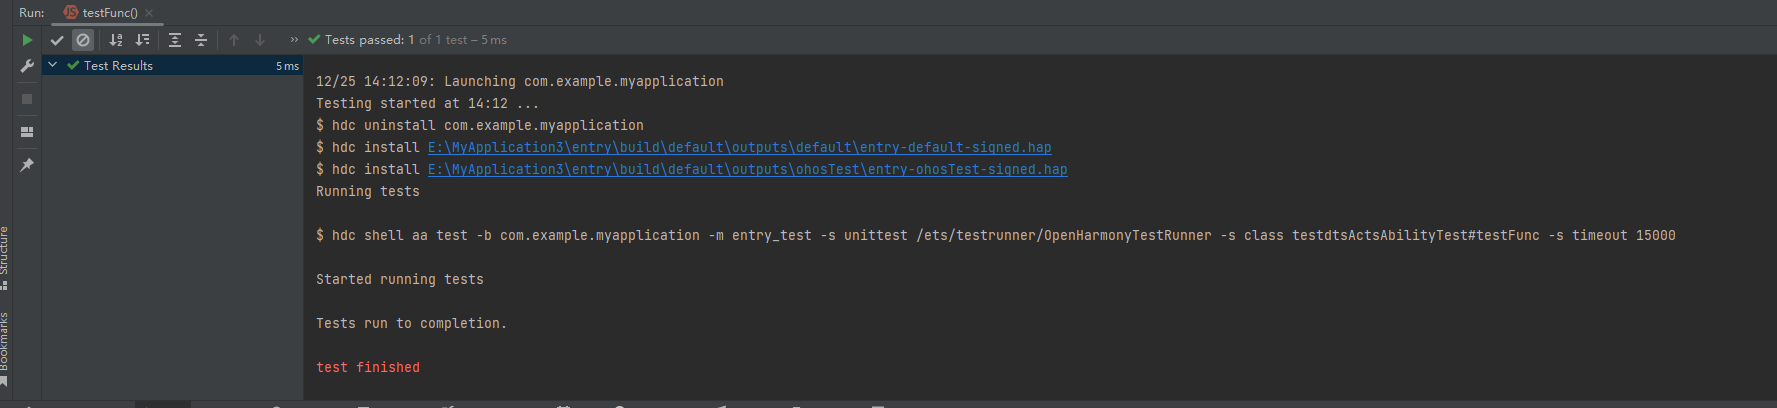 Run: testFunc()
Tests passed: 1 of 1 test – 5 ms
Test Results 5 ms
12/25 14:12:09: Launching com.example.myapplication
Testing started at 14:12 ...
$ hdc uninstall com.example.myapplication
$ hdc install E:\MyApplication3\entry\build\default\outputs\default\entry-default-signed.hap
$ hdc install E:\MyApplication3\entry\build\default\outputs\ohosTest\entry-ohosTest-signed.hap
Running tests
$ hdc shell aa test -b com.example.myapplication -m entry_test -s unittest /ets/testrunner/OpenHarmonyTestRunner -s class testdtsActsAbilityTest#testFunc -s timeout 15000
Started running tests
Tests run to completion.
test finished
Structure
Bookmarks